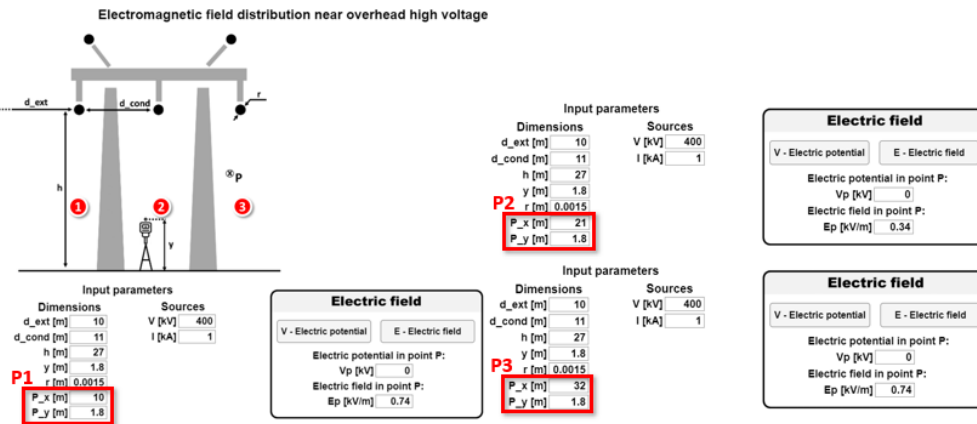 Electromagnetic field distribution near overhead high voltage
d_ext
d_cond
r
h
®P
1
2
3
y
Input parameters
Dimensions
Sources
d_ext [m] 10
V [kV] 400
d_cond [m] 11
I [kA] 1
h [m] 27
y [m] 1.8
r [m] 0.0015
P1
P_x [m] 10
P_y [m] 1.8
Electric field
V - Electric potential
E - Electric field
Electric potential in point P:
Vp [kV] 0
Electric field in point P:
Ep [kV/m] 0.74
Input parameters
Dimensions
Sources
d_ext [m] 10
V [kV] 400
d_cond [m] 11
I [kA] 1
h [m] 27
y [m] 1.8
r [m] 0.0015
P2
P_x [m] 21
P_y [m] 1.8
Electric field
V - Electric potential
E - Electric field
Electric potential in point P:
Vp [kV] 0
Electric field in point P:
Ep [kV/m] 0.34
Input parameters
Dimensions
Sources
d_ext [m] 10
V [kV] 400
d_cond [m] 11
I [kA] 1
h [m] 27
y [m] 1.8
r [m] 0.0015
P3
P_x [m] 32
P_y [m] 1.8
Electric field
V - Electric potential
E - Electric field
Electric potential in point P:
Vp [kV] 0
Electric field in point P:
Ep [kV/m] 0.74